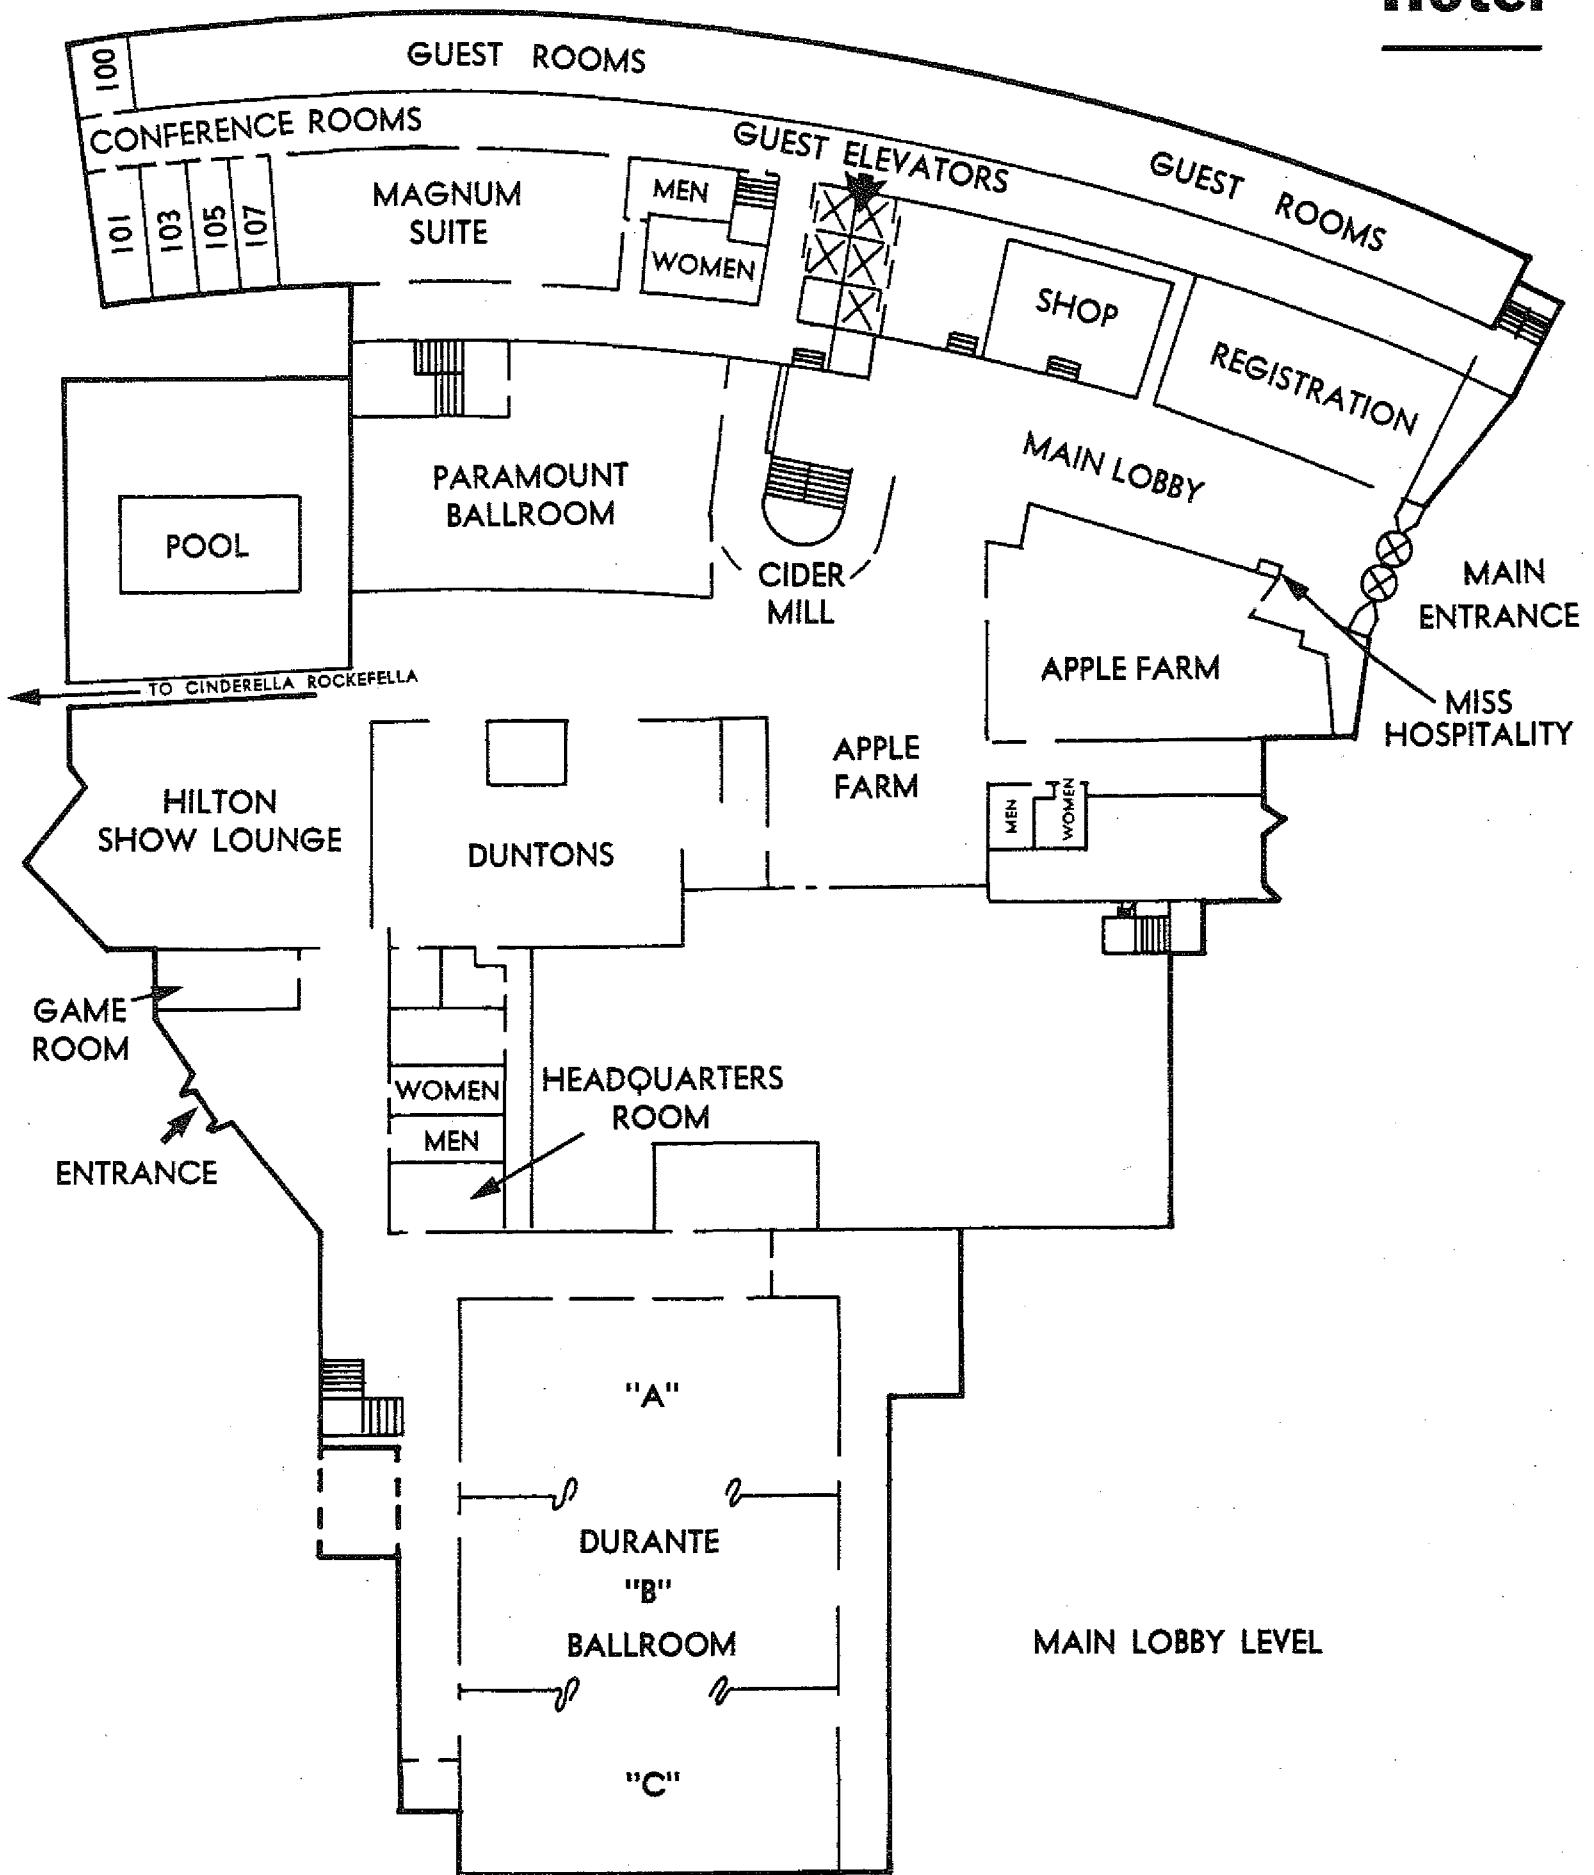 hotel
100
GUEST ROOMS
CONFERENCE ROOMS
GUEST ELEVATORS
GUEST ROOMS
101
103
105
107
MAGNUM
SUITE
MEN
WOMEN
SHOP
REGISTRATION
MAIN LOBBY
PARAMOUNT
BALLROOM
POOL
CIDER
MILL
MAIN
ENTRANCE
APPLE FARM
TO CINDERELLA ROCKEFELLA
MISS
HOSPITALITY
APPLE
FARM
HILTON
SHOW LOUNGE
DUNTONS
MEN
WOMEN
GAME
ROOM
WOMEN
MEN
HEADQUARTERS
ROOM
ENTRANCE
"A"
DURANTE
"B"
BALLROOM
"C"
MAIN LOBBY LEVEL